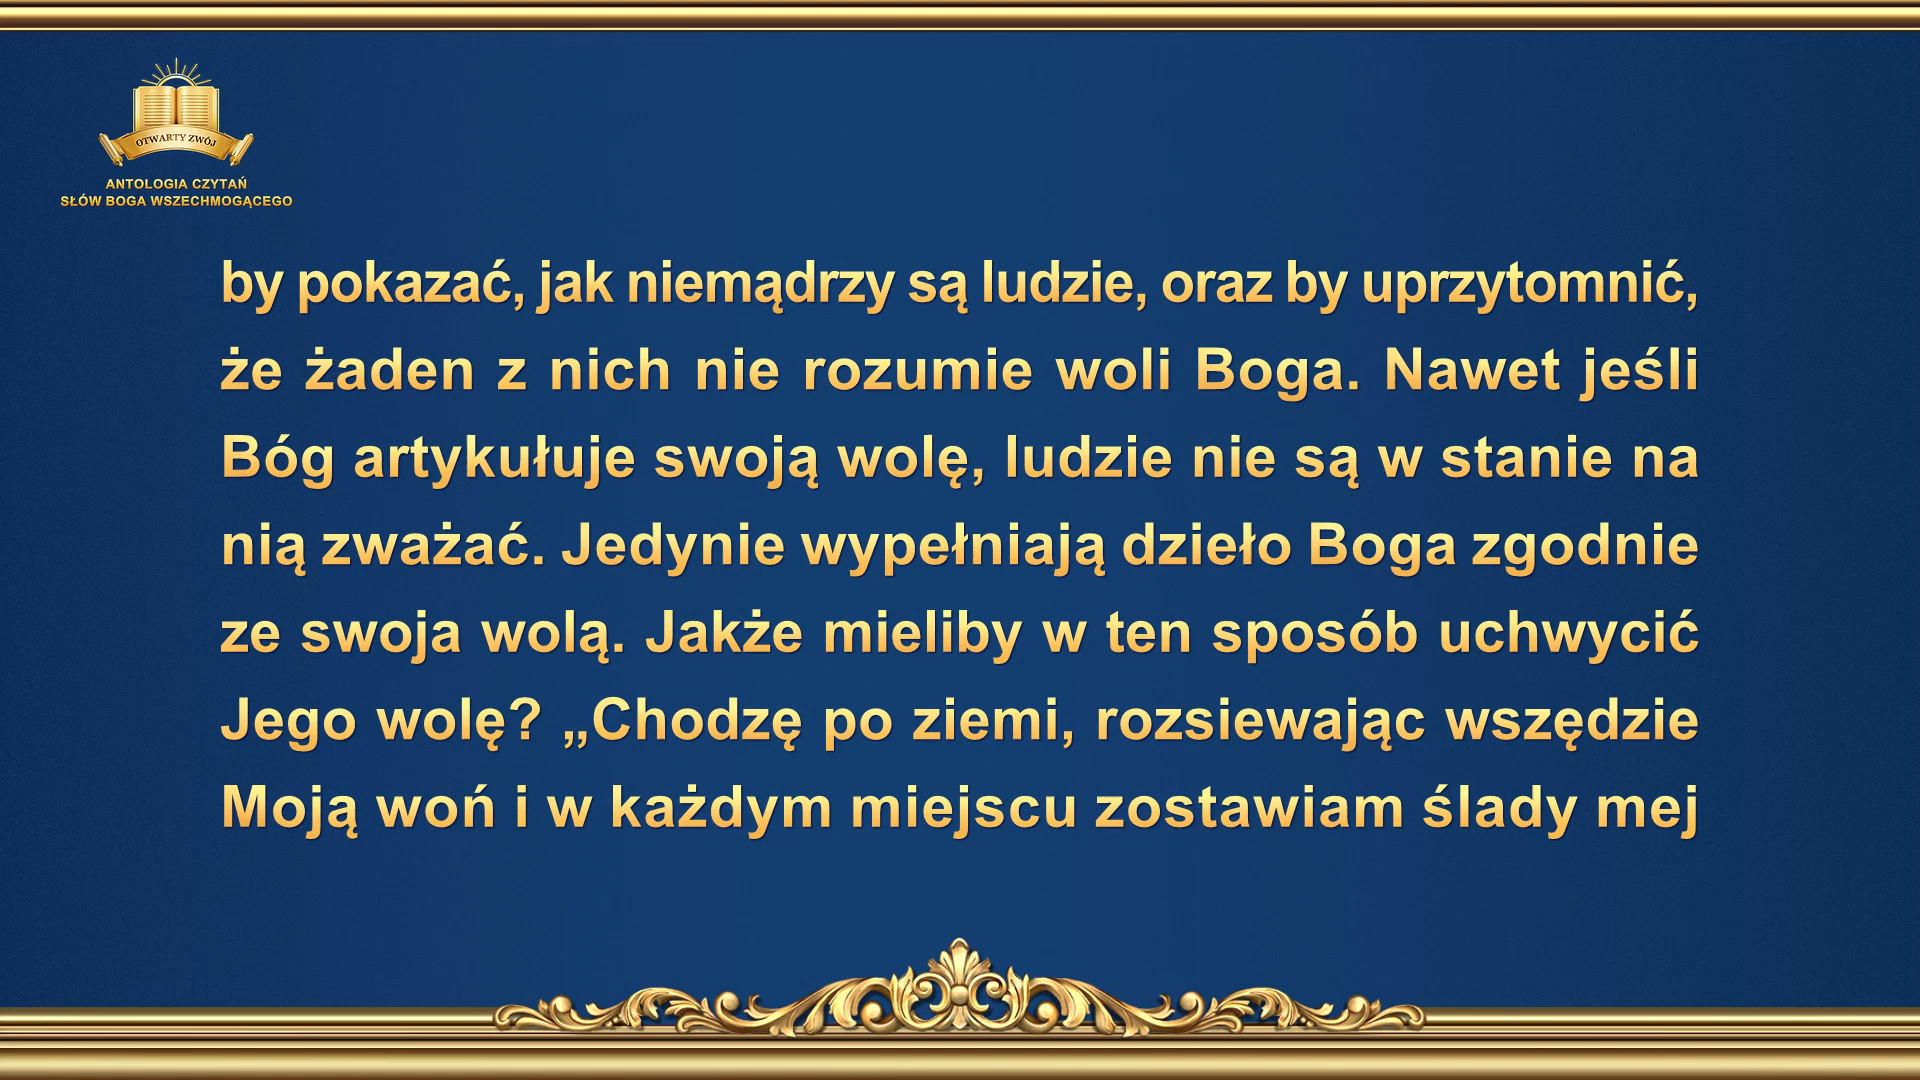 OTWARTY ZWÓJ
ANTOLOGIA CZYTAŃ
SŁÓW BOGA WSZECHMOGĄCEGO
by pokazać, jak niemądrzy są ludzie, oraz by uprzytomnić,
że żaden z nich nie rozumie woli Boga. Nawet jeśli
Bóg artykułuje swoją wolę, ludzie nie są w stanie na
nią zważać. Jedynie wypełniają dzieło Boga zgodnie
ze swoja wolą. Jakże mieliby w ten sposób uchwycić
Jego wolę? „Chodzę po ziemi, rozsiewając wszędzie
Moją woń i w każdym miejscu zostawiam ślady mej